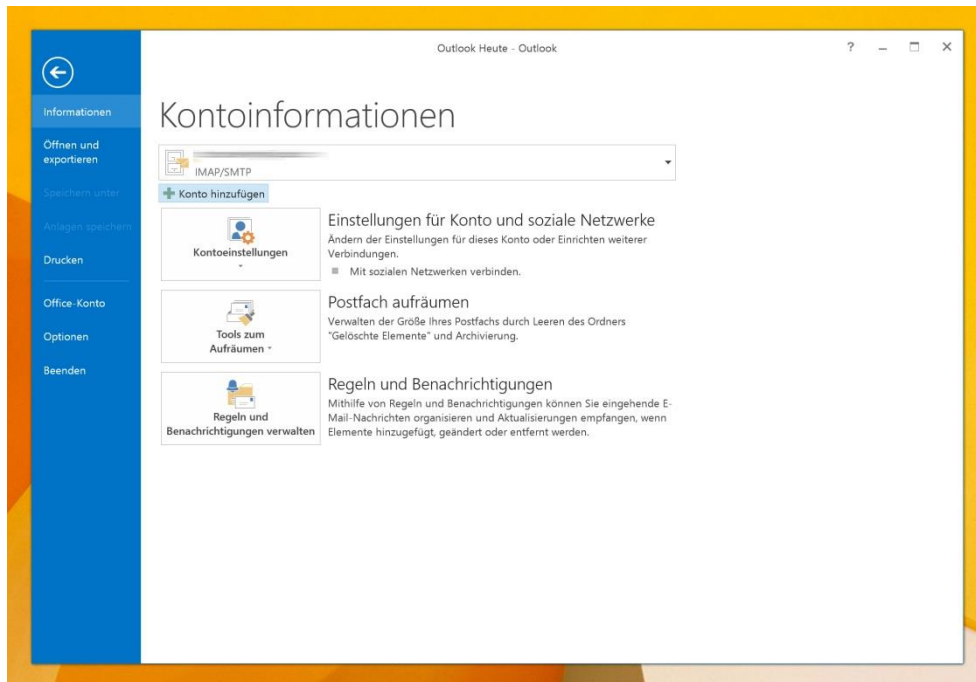 Outlook Heute - Outlook
?
Informationen
Öffnen und
exportieren
Speichern unter
Anlagen speichern
Drucken
Office-Konto
Optionen
Beenden
Kontoinformationen
IMAP/SMTP
Konto hinzufügen
Kontoeinstellungen
Einstellungen für Konto und soziale Netzwerke
Ändern der Einstellungen für dieses Konto oder Einrichten weiterer
Verbindungen.
Mit sozialen Netzwerken verbinden.
Tools zum
Aufräumen
Postfach aufräumen
Verwalten der Größe Ihres Postfachs durch Leeren des Ordners
"Gelöschte Elemente" und Archivierung.
Regeln und
Benachrichtigungen verwalten
Regeln und Benachrichtigungen
Mithilfe von Regeln und Benachrichtigungen können Sie eingehende E-
Mail-Nachrichten organisieren und Aktualisierungen empfangen, wenn
Elemente hinzugefügt, geändert oder entfernt werden.